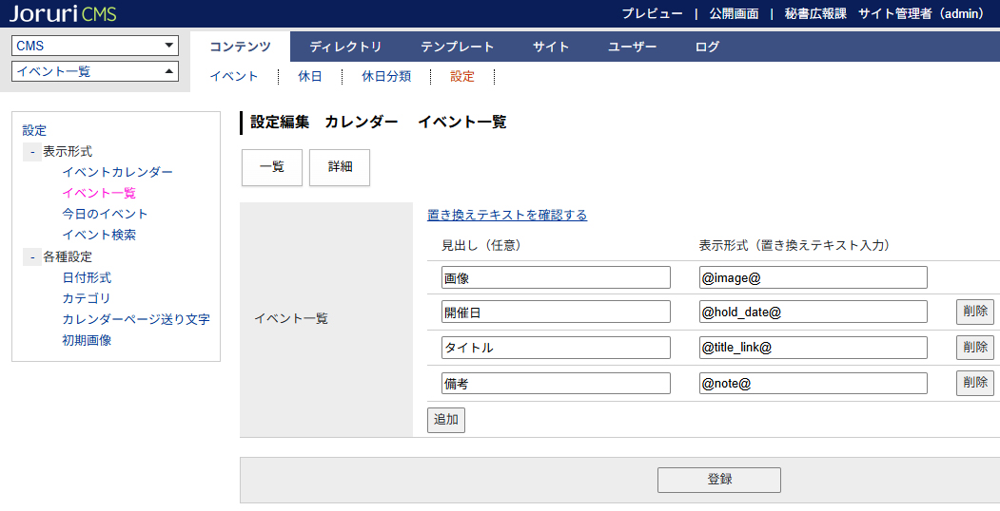 Joruri CMS
プレビュー | 公開画面 | 秘書広報課 サイト管理者（admin）
CMS
イベント一覧
コンテンツ ディレクトリ テンプレート サイト ユーザー ログ
イベント 休日 休日分類 設定
設定
- 表示形式
イベントカレンダー
イベント一覧
今日のイベント
イベント検索
- 各種設定
日付形式
カテゴリ
カレンダーページ送り文字
初期画像
設定編集 カレンダー イベント一覧
一覧 詳細
イベント一覧
置き換えテキストを確認する
見出し（任意） 表示形式（置き換えテキスト入力）
画像 @image@
開催日 @hold_date@ 削除
タイトル @title_link@ 削除
備考 @note@ 削除
追加
登録